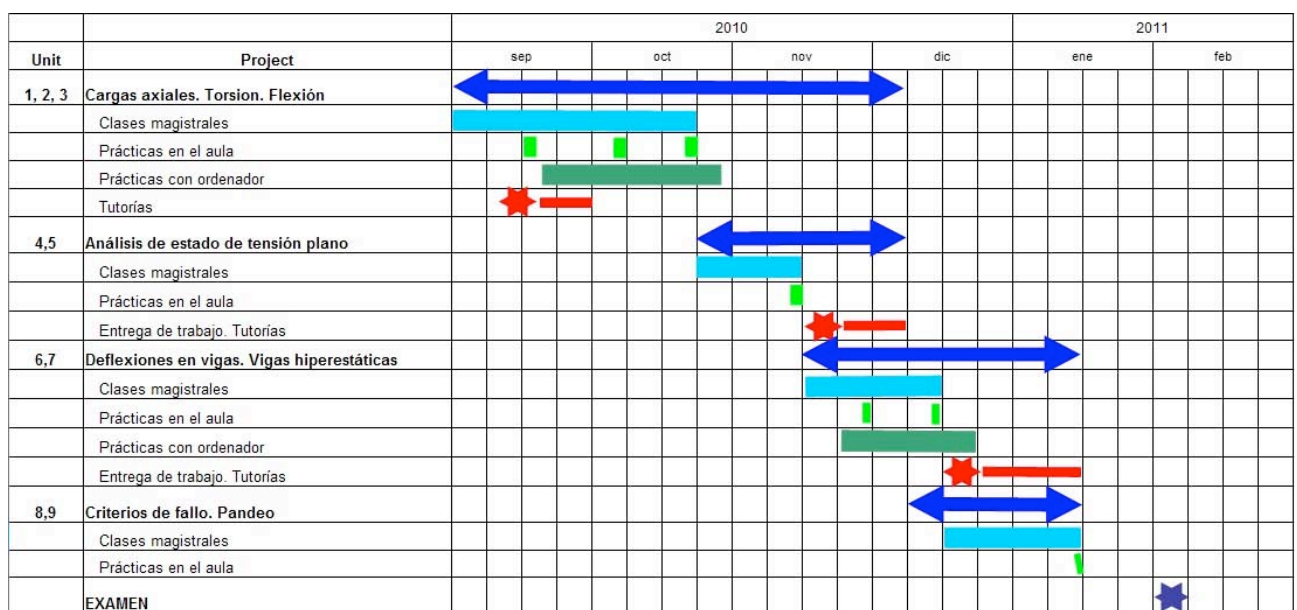 2010 2011
Unit Project sep oct nov dic ene feb
1, 2, 3 Cargas axiales. Torsion. Flexión
Clases magistrales
Prácticas en el aula
Prácticas con ordenador
Tutorías
4,5 Análisis de estado de tensión plano
Clases magistrales
Prácticas en el aula
Entrega de trabajo. Tutorías
6,7 Deflexiones en vigas. Vigas hiperestáticas
Clases magistrales
Prácticas en el aula
Prácticas con ordenador
Entrega de trabajo. Tutorías
8,9 Criterios de fallo. Pandeo
Clases magistrales
Prácticas en el aula
EXAMEN